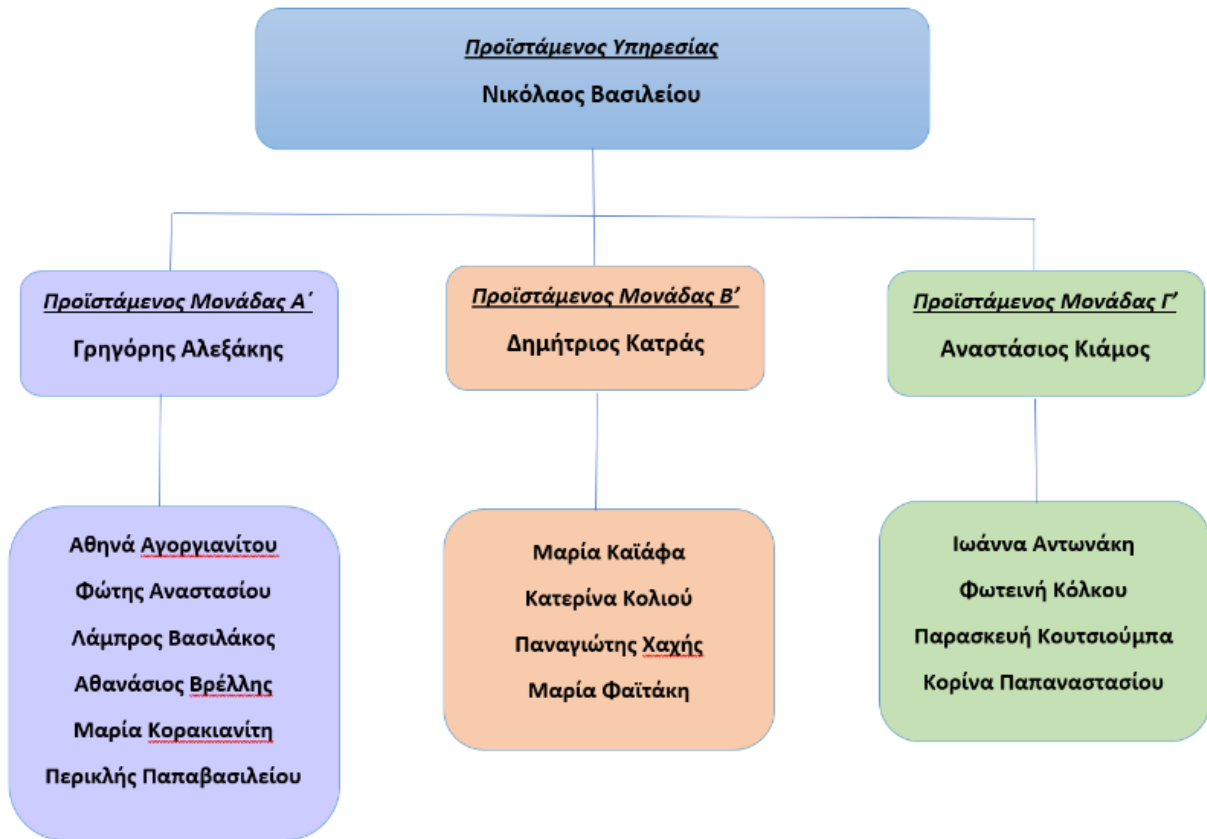 Προϊστάμενος Υπηρεσίας
Νικόλαος Βασιλείου
Προϊστάμενος Μονάδας Α΄
Γρηγόρης Αλεξάκης
Προϊστάμενος Μονάδας Β’
Δημήτριος Κατράς
Προϊστάμενος Μονάδας Γ’
Αναστάσιος Κιάμος
Αθηνά Αγοργιανίτου
Φώτης Αναστασίου
Λάμπρος Βασιλάκος
Αθανάσιος Βρέλλης
Μαρία Κορακιανίτη
Περικλής Παπαβασιλείου
Μαρία Καϊάφα
Κατερίνα Κολιού
Παναγιώτης Χαχής
Μαρία Φαϊτάκη
Ιωάννα Αντωνάκη
Φωτεινή Κόλκου
Παρασκευή Κουτσιούμπα
Κορίνα Παπαναστασίου